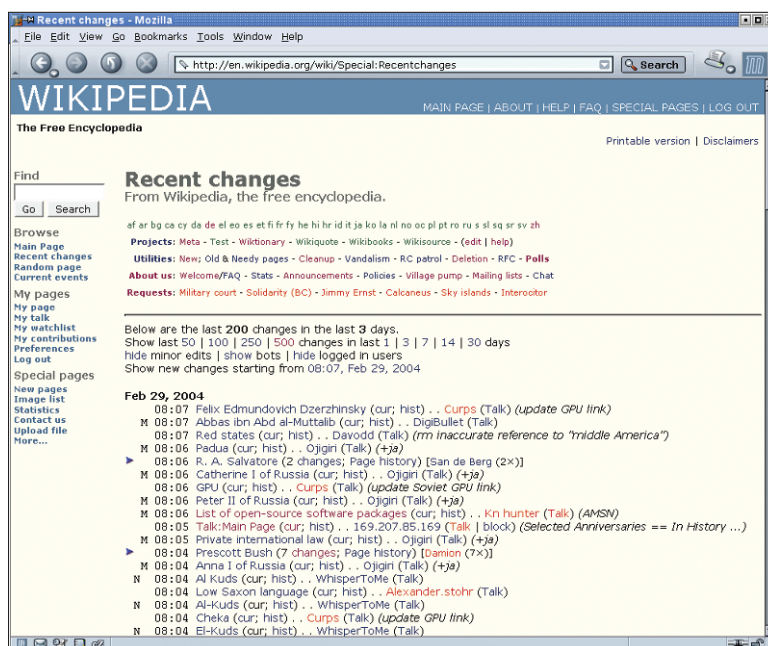 Recent changes - Mozilla
File Edit View Go Bookmarks Tools Window Help
http://en.wikipedia.org/wiki/Special:Recentchanges Search
WIKIPEDIA
MAIN PAGE | ABOUT | HELP | FAQ | SPECIAL PAGES | LOG OUT
The Free Encyclopedia
Printable version | Disclaimers
Find
Go Search
Browse
Main Page
Recent changes
Random page
Current events
My pages
My page
My talk
My watchlist
My contributions
Preferences
Log out
Special pages
New pages
Image list
Statistics
Contact us
Upload file
More...
Recent changes
From Wikipedia, the free encyclopedia.
af ar bg ca cy da de el eo es et fi fr fy he hi hr id it ja ko la nl no oc pl pt ro ru s sl sq sr sv zh
Projects: Meta - Test - Wiktionary - Wikiquote - Wikibooks - Wikisource - (edit | help)
Utilities: New; Old & Needy pages - Cleanup - Vandalism - RC patrol - Deletion - RFC - Polls
About us: Welcome/FAQ - Stats - Announcements - Policies - Village pump - Mailing lists - Chat
Requests: Military court - Solidarity (BC) - Jimmy Ernst - Calcaneus - Sky islands - Interocitor
Below are the last 200 changes in the last 3 days.
Show last 50 | 100 | 250 | 500 changes in last 1 | 3 | 7 | 14 | 30 days
hide minor edits | show bots | hide logged in users
Show new changes starting from 08:07, Feb 29, 2004
Feb 29, 2004
08:07 Felix Edmundovich Dzerzhinsky (cur; hist) . . Curps (Talk) (update GPU link)
M 08:07 Abbas ibn Abd al-Muttalib (cur; hist) . . DigiBullet (Talk)
08:07 Red states (cur; hist) . . Davodd (Talk) (rm inaccurate reference to "middle America")
M 08:06 Padua (cur; hist) . . Ojigiri (Talk) (+ja)
08:06 R. A. Salvatore (2 changes; Page history) [San de Berg (2×)]
M 08:06 Catherine I of Russia (cur; hist) . . Ojigiri (Talk) (+ja)
08:06 GPU (cur; hist) . . Curps (Talk) (update Soviet GPU link)
M 08:06 Peter II of Russia (cur; hist) . . Ojigiri (Talk) (+ja)
M 08:06 List of open-source software packages (cur; hist) . . Kn hunter (Talk) (AMSN)
08:05 Talk:Main Page (cur; hist) . . 169.207.85.169 (Talk | block) (Selected Anniversaries == In History ...)
M 08:05 Private international law (cur; hist) . . Ojigiri (Talk) (+ja)
08:04 Prescott Bush (7 changes; Page history) [Damion (7×)]
M 08:04 Anna I of Russia (cur; hist) . . Ojigiri (Talk) (+ja)
N 08:04 Al Kuds (cur; hist) . . WhisperToMe (Talk)
08:04 Low Saxon language (cur; hist) . . Alexander.stohr (Talk)
N 08:04 Al-Kuds (cur; hist) . . WhisperToMe (Talk)
08:04 Cheka (cur; hist) . . Curps (Talk) (update GPU link)
N 08:04 El-Kuds (cur; hist) . . WhisperToMe (Talk)